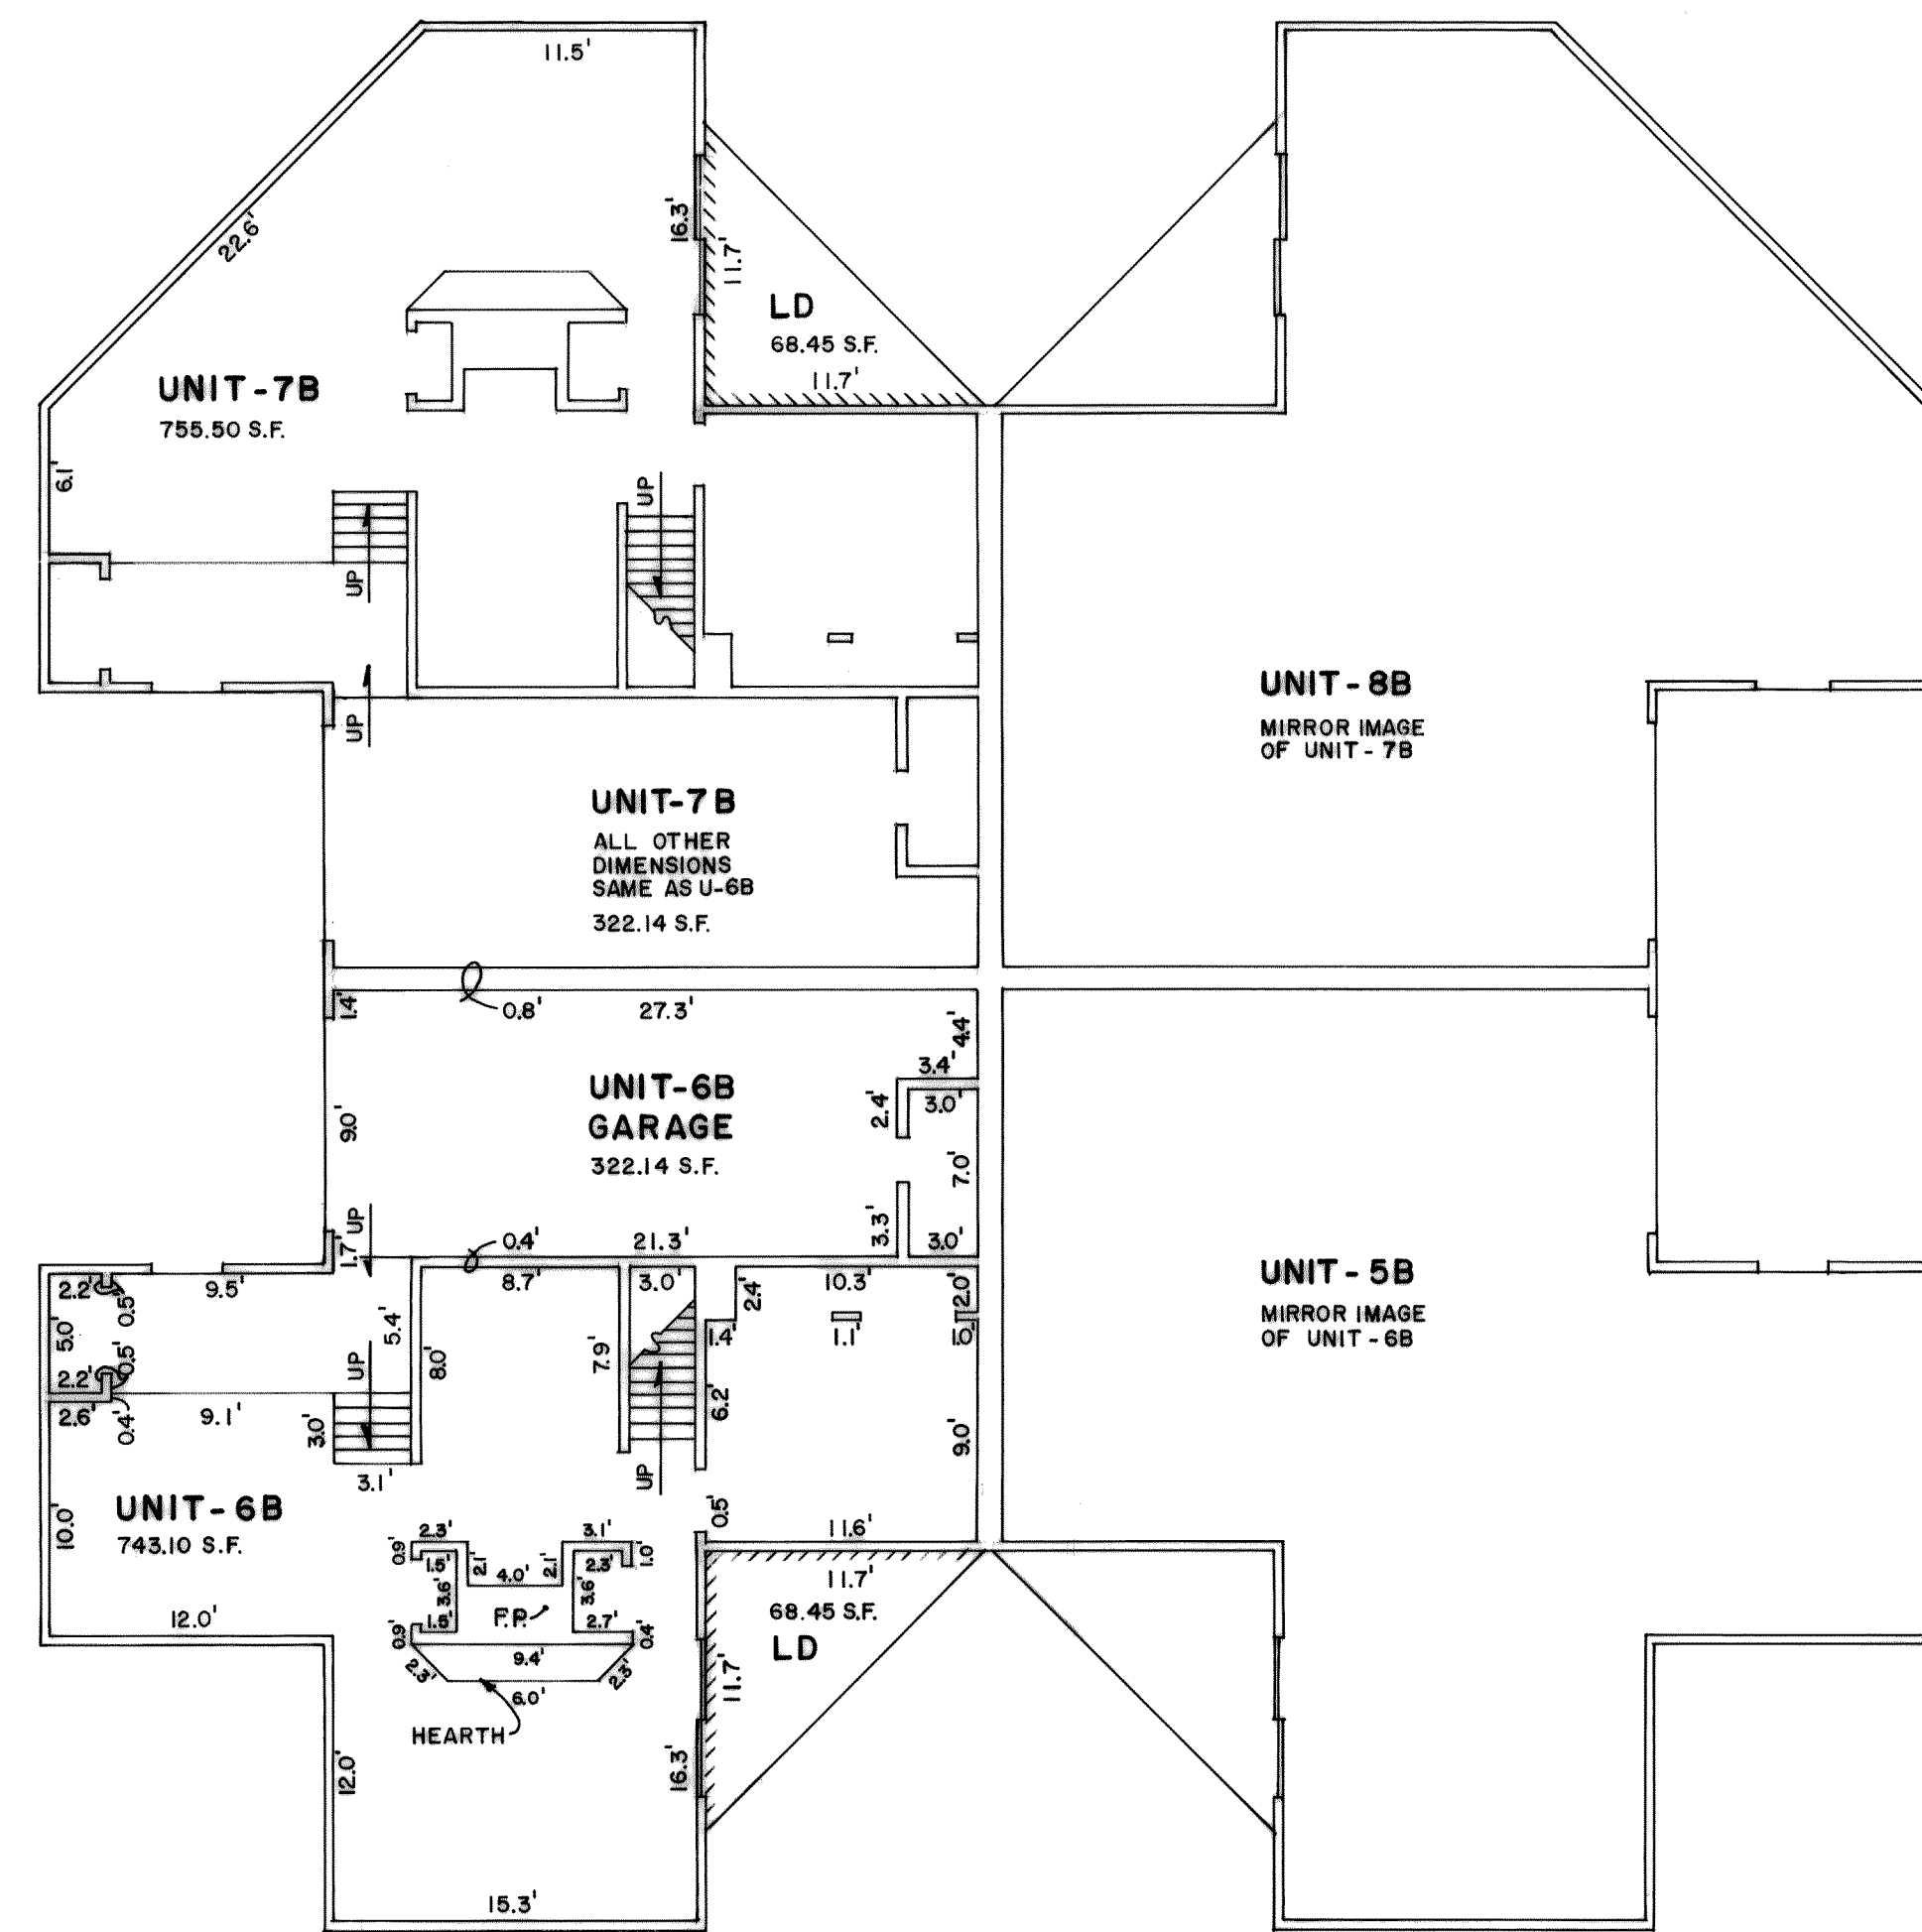 11.5'
22.6'
16.3'
11.7'
LD
68.45 S.F.
11.7'
UNIT-7B
755.50 S.F.
6.1'
UP
UP
UP
UNIT-8B
MIRROR IMAGE
OF UNIT-7B
UNIT-7B
ALL OTHER
DIMENSIONS
SAME AS U-6B
322.14 S.F.
1.4'
0.8'
27.3'
4.4'
3.4'
3.0'
2.4'
UNIT-6B
GARAGE
322.14 S.F.
9.0'
7.0'
3.3'
3.0'
UP
1.7'
0.4'
21.3'
2.2'
0.5'
9.5'
8.7'
3.0'
2.4'
10.3'
2.0'
5.0'
5.4'
8.0'
7.9'
1.4'
1.1'
1.0'
UNIT-5B
MIRROR IMAGE
OF UNIT-6B
0.5'
2.2'
UP
2.6'
0.4'
9.1'
3.0'
6.2'
9.0'
3.1'
UP
UNIT-6B
743.10 S.F.
10.0'
0.5'
11.6'
2.3'
3.1'
0.9'
1.5'
2.1'
4.0'
2.1'
2.3'
1.0'
11.7'
3.6'
3.6'
68.45 S.F.
LD
12.0'
0.9'
1.5'
F.P.
2.7'
0.4'
9.4'
2.3'
2.3'
6.0'
11.7'
HEARTH
12.0'
16.3'
15.3'